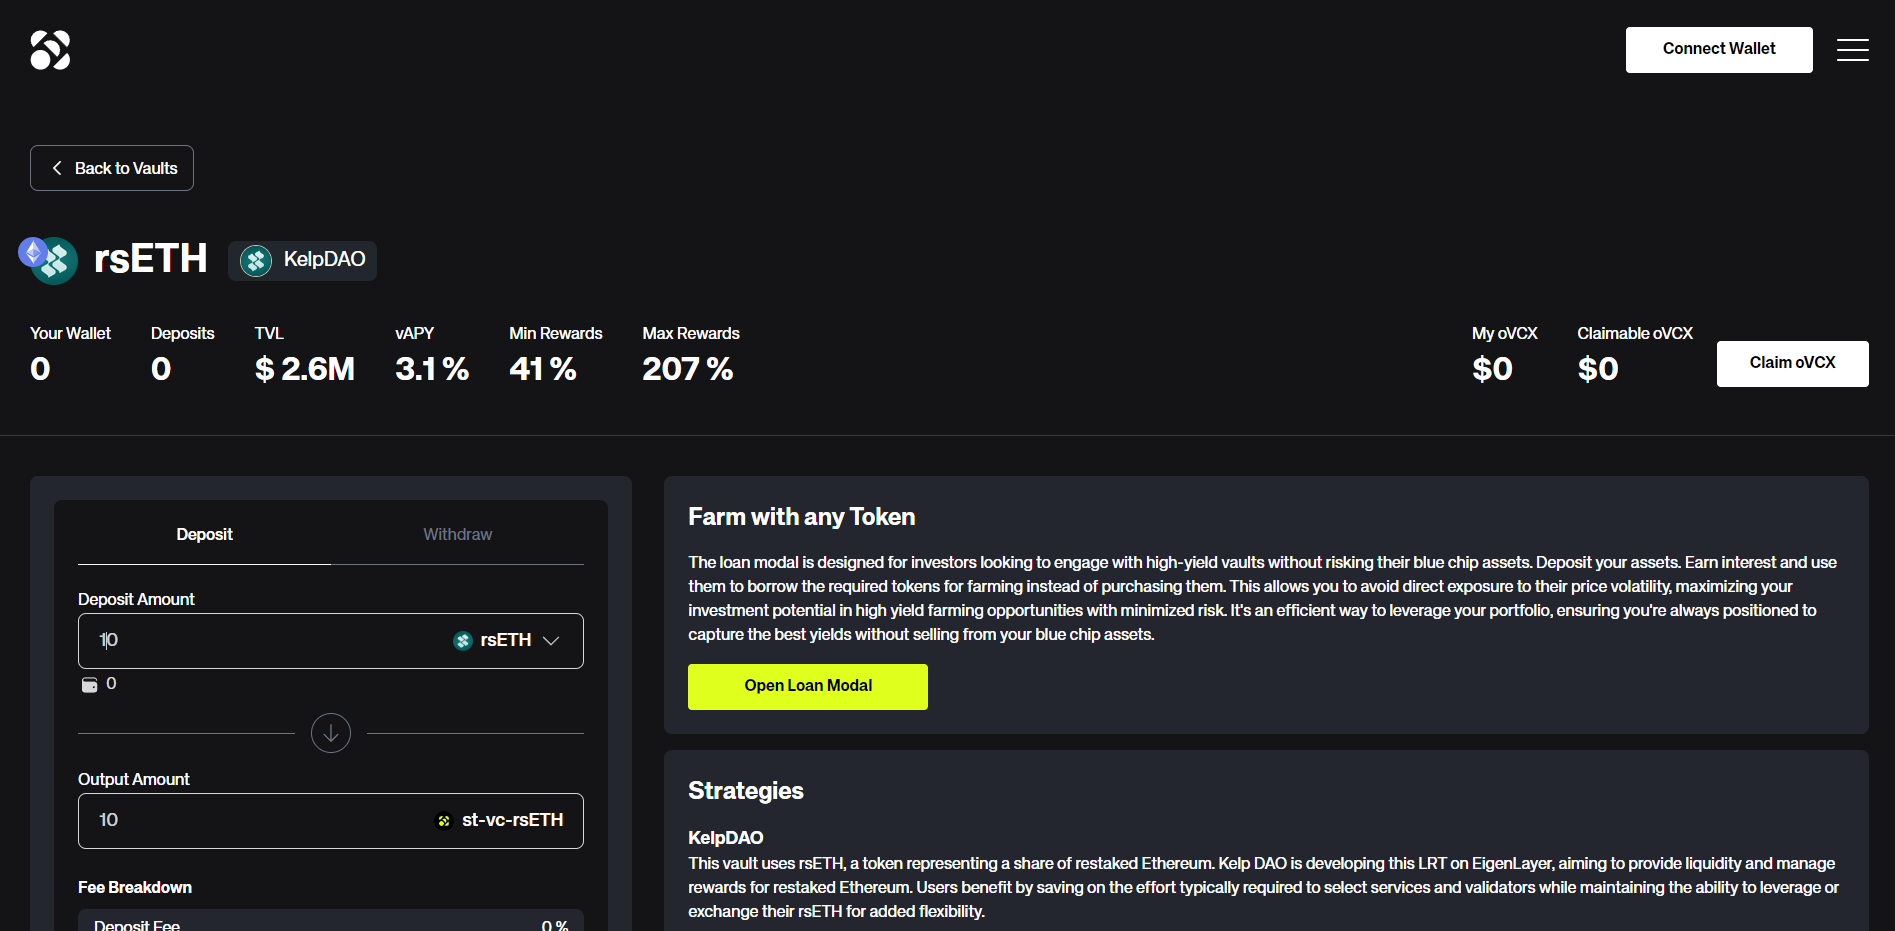 Connect Wallet
Back to Vaults
rsETH
KelpDAO
Your Wallet
0
Deposits
0
TVL
$ 2.6M
vAPY
3.1 %
Min Rewards
41 %
Max Rewards
207 %
My oVCX
$0
Claimable oVCX
$0
Claim oVCX
Deposit
Withdraw
Deposit Amount
10
rsETH
0
Output Amount
10
st-vc-rsETH
Fee Breakdown
Deposit Fee
0 %
Farm with any Token
The loan modal is designed for investors looking to engage with high-yield vaults without risking their blue chip assets. Deposit your assets. Earn interest and use
them to borrow the required tokens for farming instead of purchasing them. This allows you to avoid direct exposure to their price volatility, maximizing your
investment potential in high yield farming opportunities with minimized risk. It's an efficient way to leverage your portfolio, ensuring you're always positioned to
capture the best yields without selling from your blue chip assets.
Open Loan Modal
Strategies
KelpDAO
This vault uses rsETH, a token representing a share of restaked Ethereum. Kelp DAO is developing this LRT on EigenLayer, aiming to provide liquidity and manage
rewards for restaked Ethereum. Users benefit by saving on the effort typically required to select services and validators while maintaining the ability to leverage or
exchange their rsETH for added flexibility.